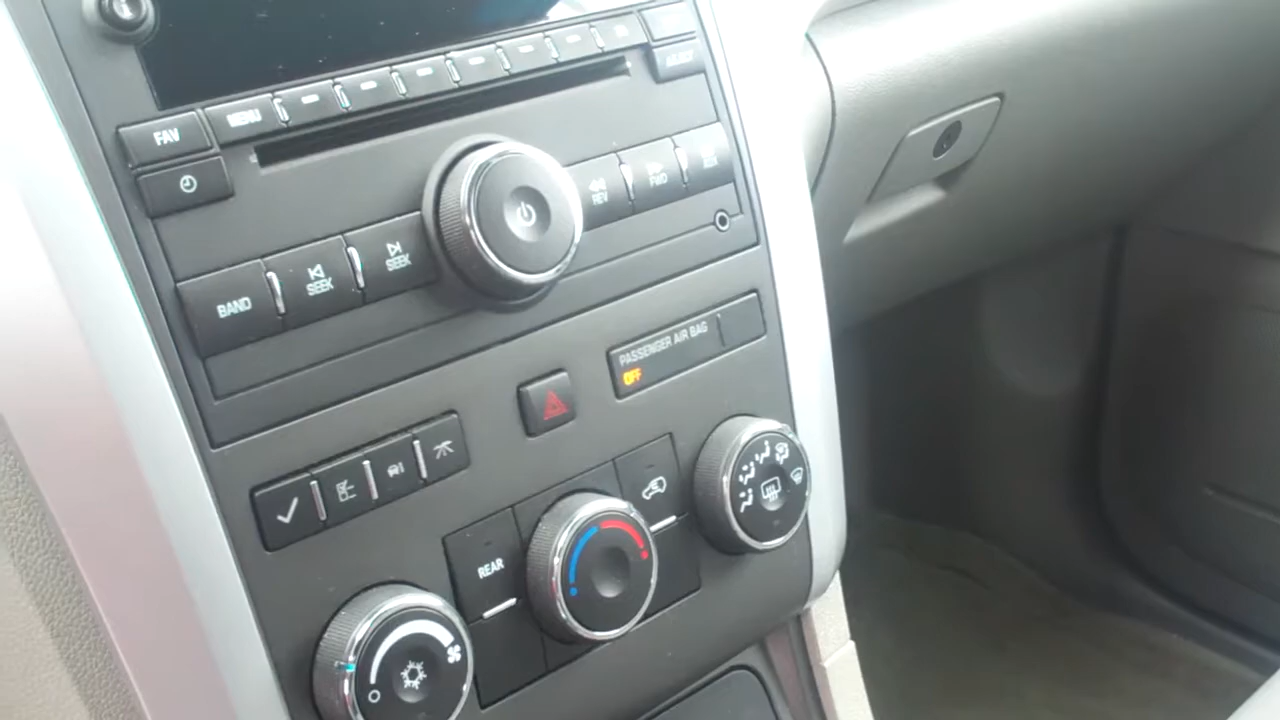 FAV
MENU
REV
FWD
BAND
SEEK
SEEK
PASSENGER AIR BAG
OFF
REAR